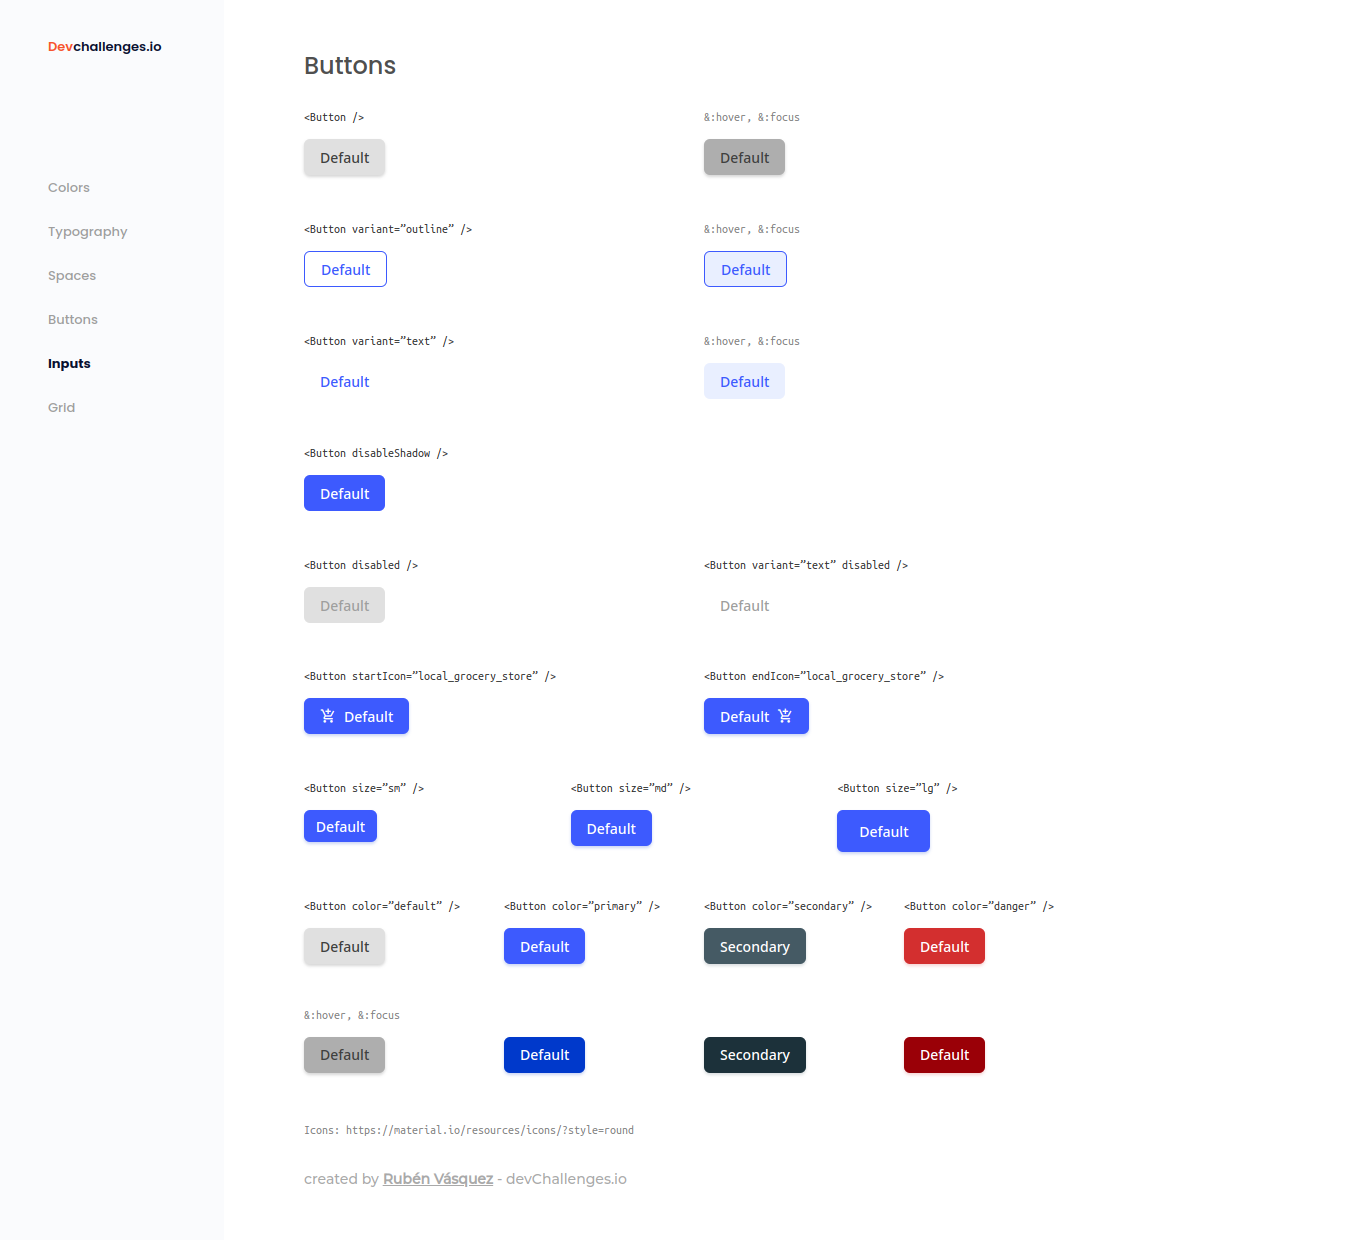 Devchallenges.io
Colors
Typography
Spaces
Buttons
Inputs
Grid
Buttons
<Button />
&:hover, &:focus
Default
Default
<Button variant=”outline” />
&:hover, &:focus
Default
Default
<Button variant=”text” />
&:hover, &:focus
Default
Default
<Button disableShadow />
Default
<Button disabled />
<Button variant=”text” disabled />
Default
Default
<Button startIcon=”local_grocery_store” />
<Button endIcon=”local_grocery_store” />
Default
Default
<Button size=”sm” />
<Button size=”md” />
<Button size=”lg” />
Default
Default
Default
<Button color=”default” />
<Button color=”primary” />
<Button color=”secondary” />
<Button color=”danger” />
Default
Default
Secondary
Default
&:hover, &:focus
Default
Default
Secondary
Default
Icons: https://material.io/resources/icons/?style=round
created by Rubén Vásquez - devChallenges.io